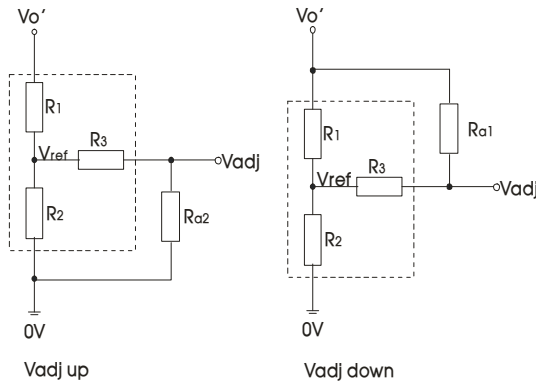 Vo′
R1
Vref
R3
Vadj
R2
Ra2
0V
Vadj up
Vo′
R1
Ra1
Vref
R3
Vadj
R2
0V
Vadj down